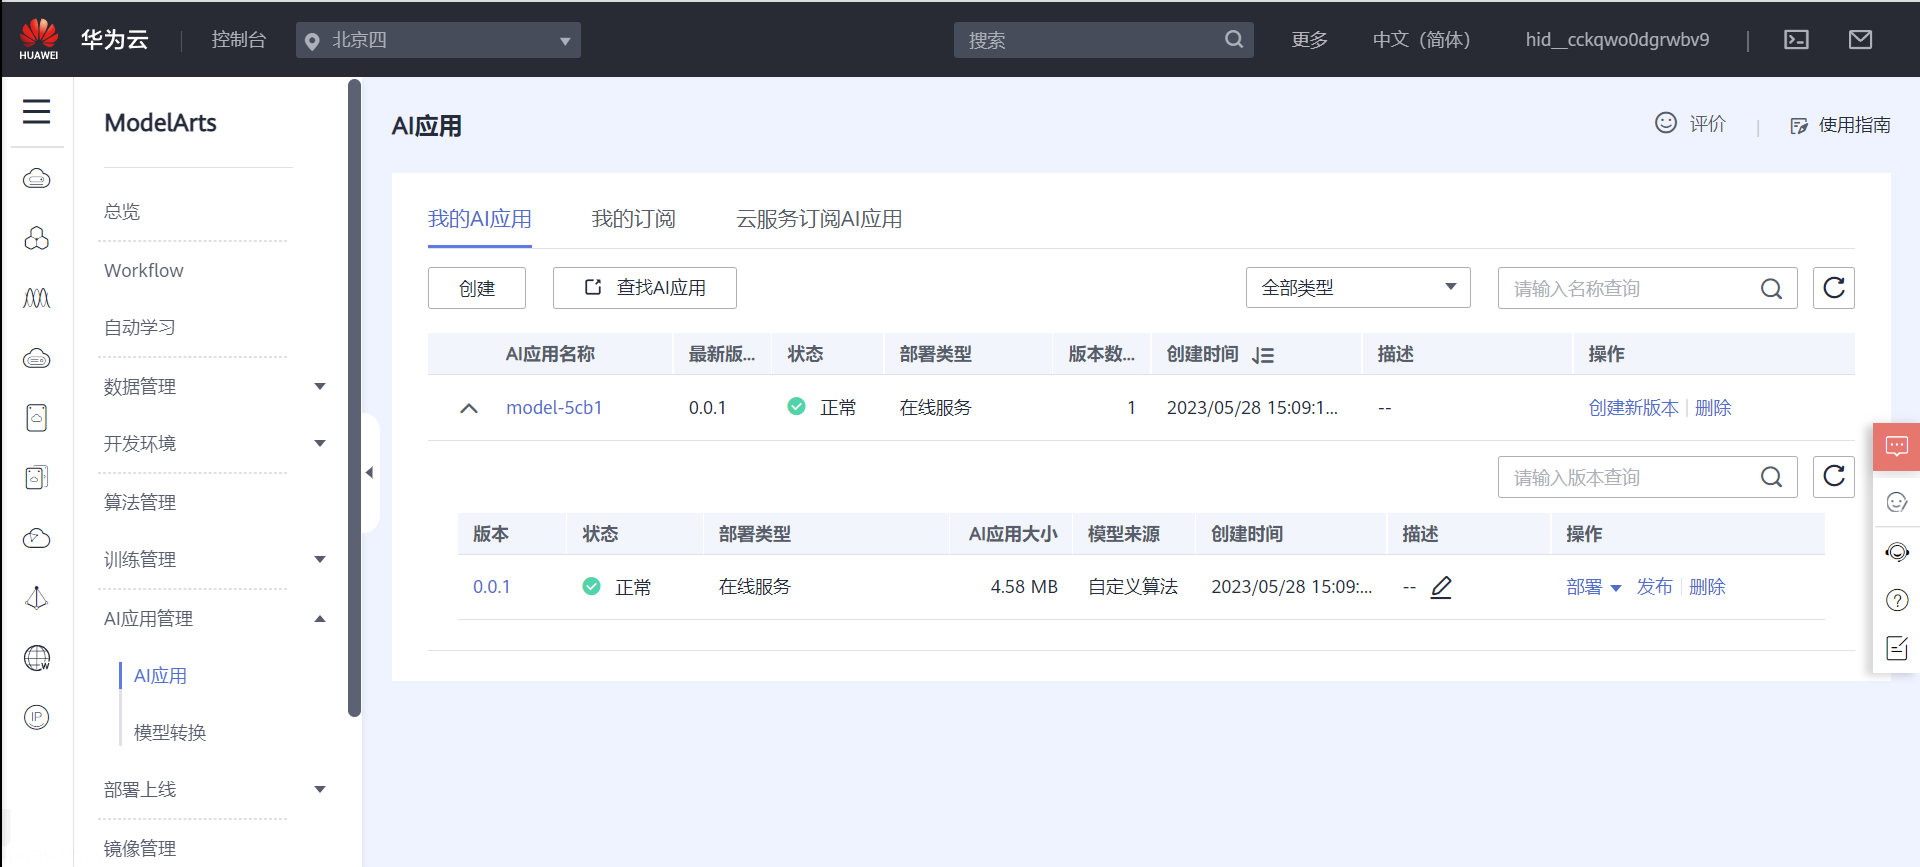 HUAWEI
华为云
控制台
北京四
搜索
更多
中文（简体）
hid__cckqwo0dgrwbv9
ModelArts
总览
Workflow
自动学习
数据管理
开发环境
算法管理
训练管理
AI应用管理
AI应用
模型转换
部署上线
镜像管理
AI应用
评价
使用指南
我的AI应用
我的订阅
云服务订阅AI应用
创建
查找AI应用
全部类型
请输入名称查询
AI应用名称
最新版...
状态
部署类型
版本数...
创建时间
描述
操作
model-5cb1
0.0.1
正常
在线服务
1
2023/05/28 15:09:1...
--
创建新版本
删除
请输入版本查询
版本
状态
部署类型
AI应用大小
模型来源
创建时间
描述
操作
0.0.1
正常
在线服务
4.58 MB
自定义算法
2023/05/28 15:09:...
--
部署
发布
删除
IP